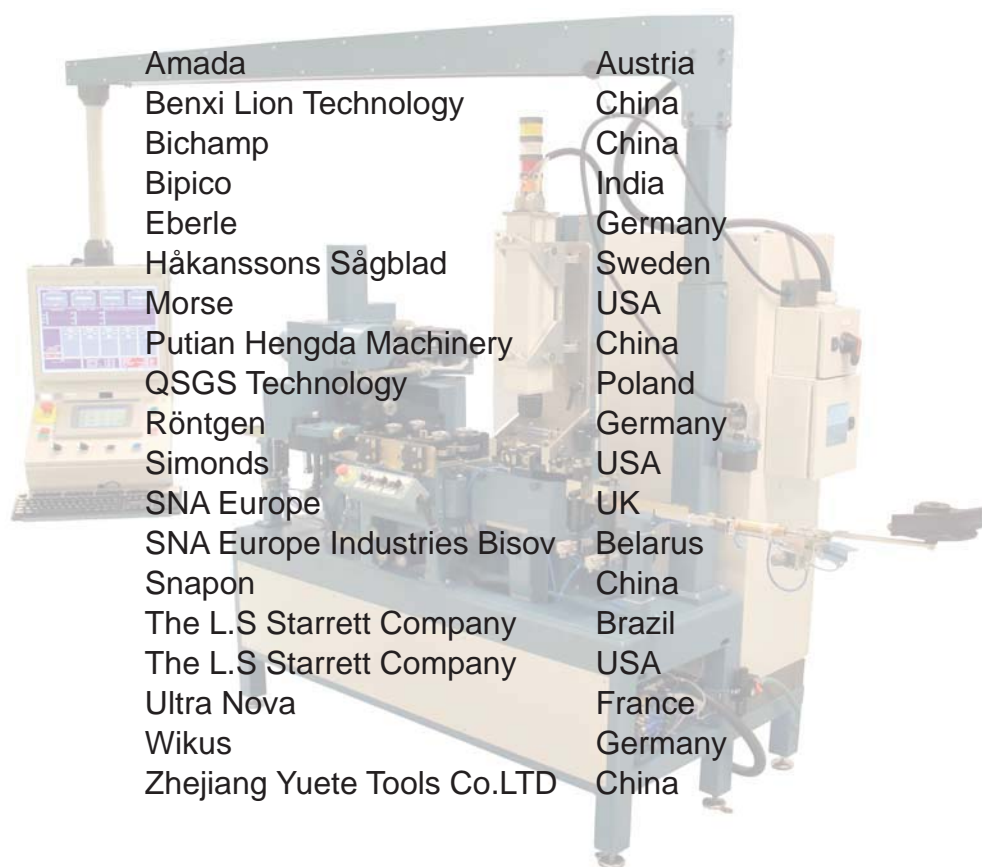 Amada Austria
Benxi Lion Technology China
Bichamp China
Bipico India
Eberle Germany
Håkanssons Sågblad Sweden
Morse USA
Putian Hengda Machinery China
QSGS Technology Poland
Röntgen Germany
Simonds USA
SNA Europe UK
SNA Europe Industries Bisov Belarus
Snapon China
The L.S Starrett Company Brazil
The L.S Starrett Company USA
Ultra Nova France
Wikus Germany
Zhejiang Yuete Tools Co.LTD China